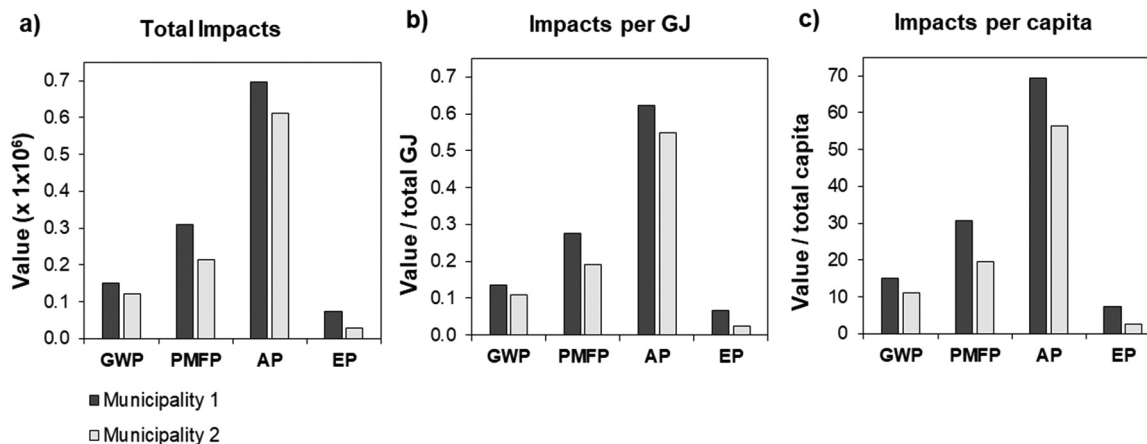 a)
Total Impacts
Value (x 1x10⁶)
0.7
0.6
0.5
0.4
0.3
0.2
0.1
0.0
GWP PMFP AP EP
Municipality 1
Municipality 2
b)
Impacts per GJ
Value / total GJ
0.7
0.6
0.5
0.4
0.3
0.2
0.1
0.0
GWP PMFP AP EP
c)
Impacts per capita
Value / total capita
70
60
50
40
30
20
10
0
GWP PMFP AP EP